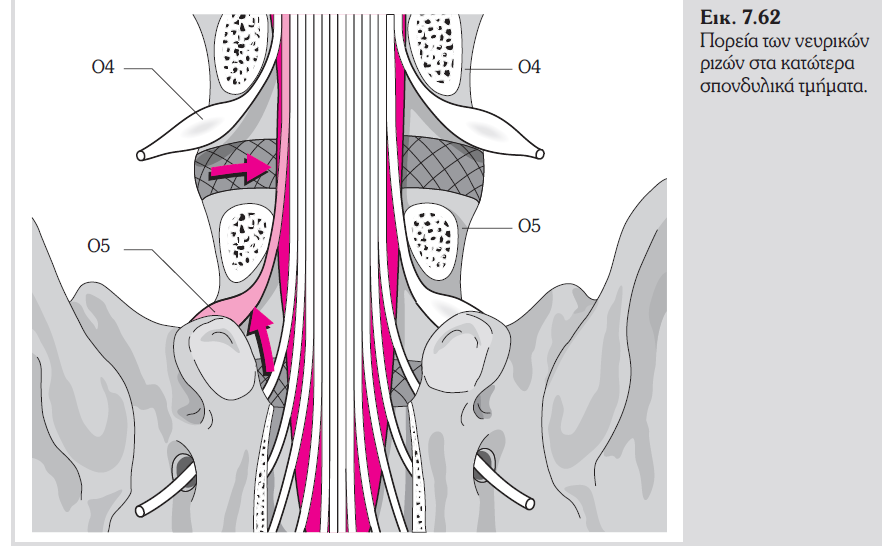 Εικ. 7.62
Πορεία των νευρικών
ριζών στα κατώτερα
σπονδυλικά τμήματα.
Ο4
Ο4
Ο5
Ο5